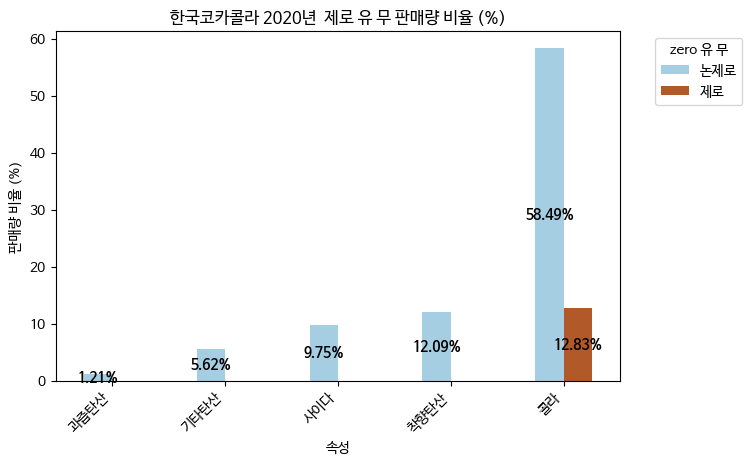 한국코카콜라 2020년 제로 유 무 판매량 비율 (%)
판매량 비율 (%)
60
50
40
30
20
10
0
1.21%
5.62%
9.75%
12.09%
58.49%
12.83%
과즙탄산
기타탄산
사이다
착향탄산
콜라
속성
zero 유 무
논제로
제로